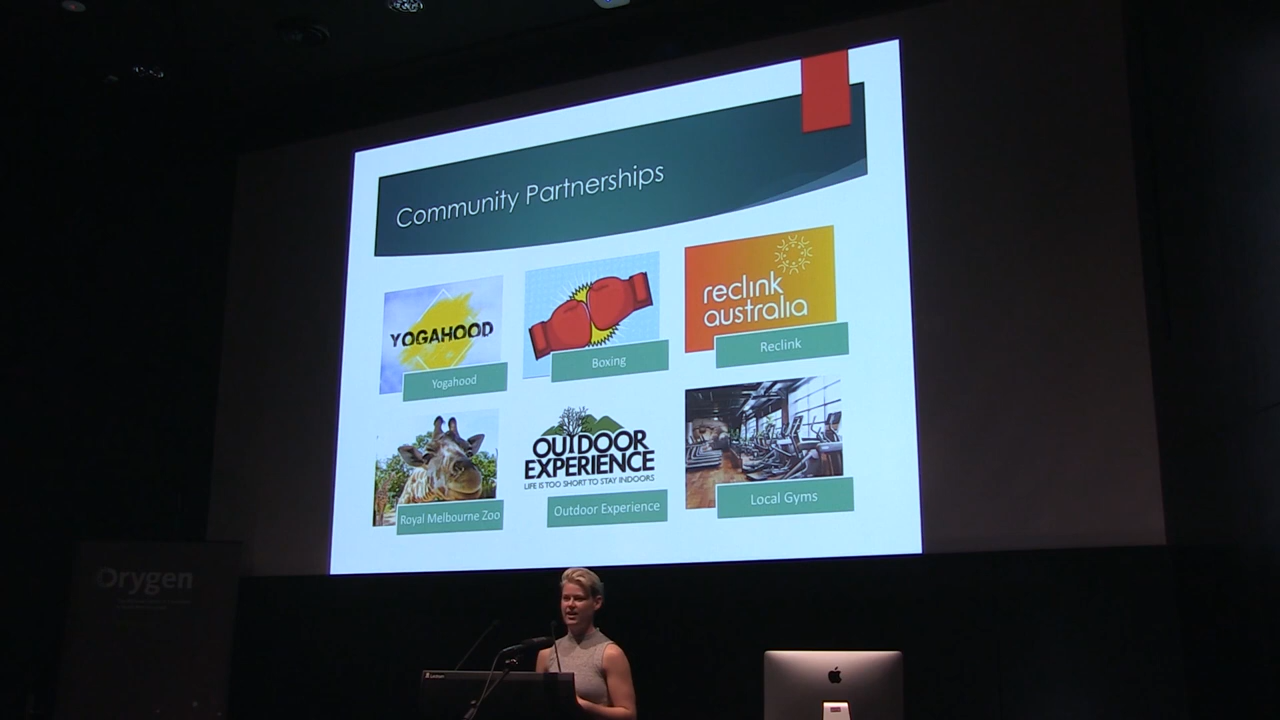 Community Partnerships
YOGAHOOD
Yogahood
Boxing
reclink
australia
Reclink
Royal Melbourne Zoo
OUTDOOR
EXPERIENCE
LIFE IS TOO SHORT TO STAY INDOORS
Outdoor Experience
Local Gyms
Orygen